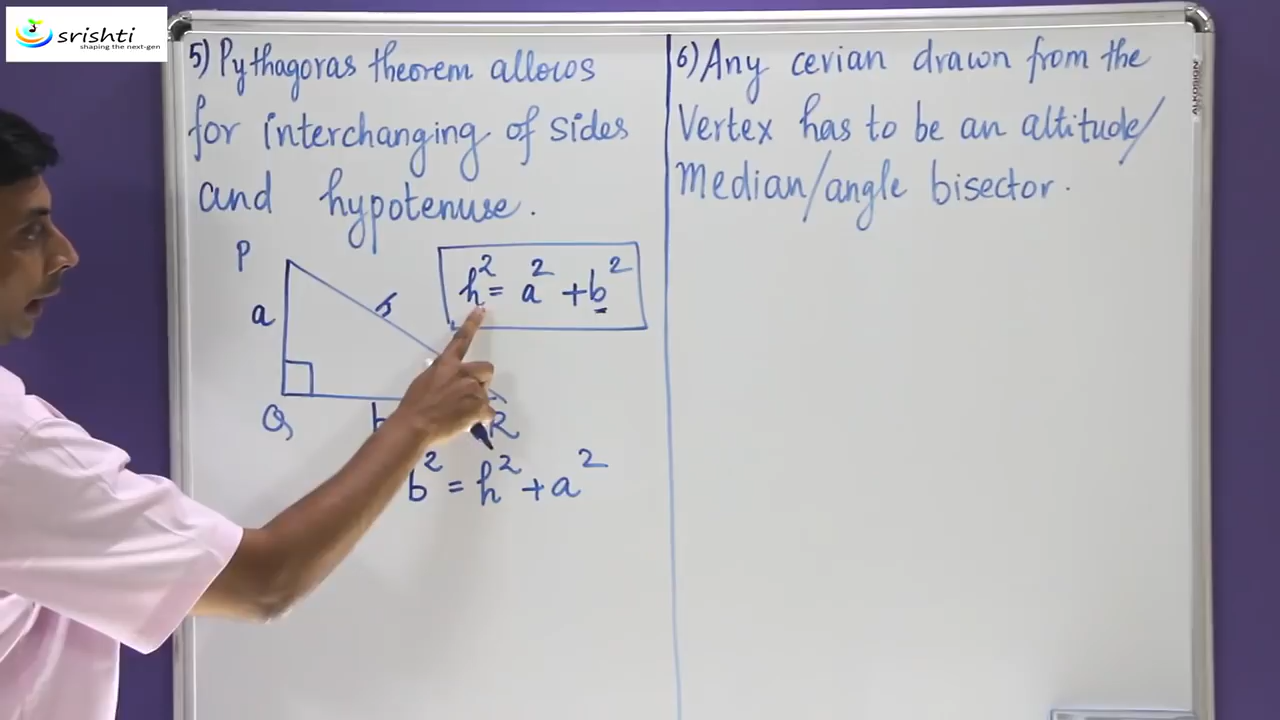 srishti
shaping the next-gen
5) Pythagoras theorem allows
for interchanging of sides
and hypotenuse.
P
a
h
h² = a² + b²
Q
b
R
b² = h² + a²
6) Any cevian drawn from the
Vertex has to be an altitude/
Median/angle bisector.